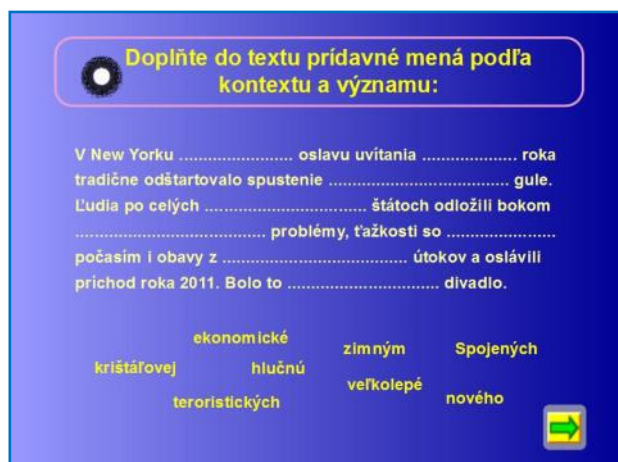 Doplňte do textu prídavné mená podľa
kontextu a významu:
V New Yorku ........................ oslavu uvítania .................... roka
tradične odštartovalo spustenie ...................................... gule.
Ľudia po celých .................................. štátoch odložili bokom
........................................ problémy, ťažkosti so .......................
počasím i obavy z ....................................... útokov a oslávili
príchod roka 2011. Bolo to ................................ divadlo.
ekonomické
zimným
Spojených
krištáľovej
hlučnú
veľkolepé
teroristických
nového